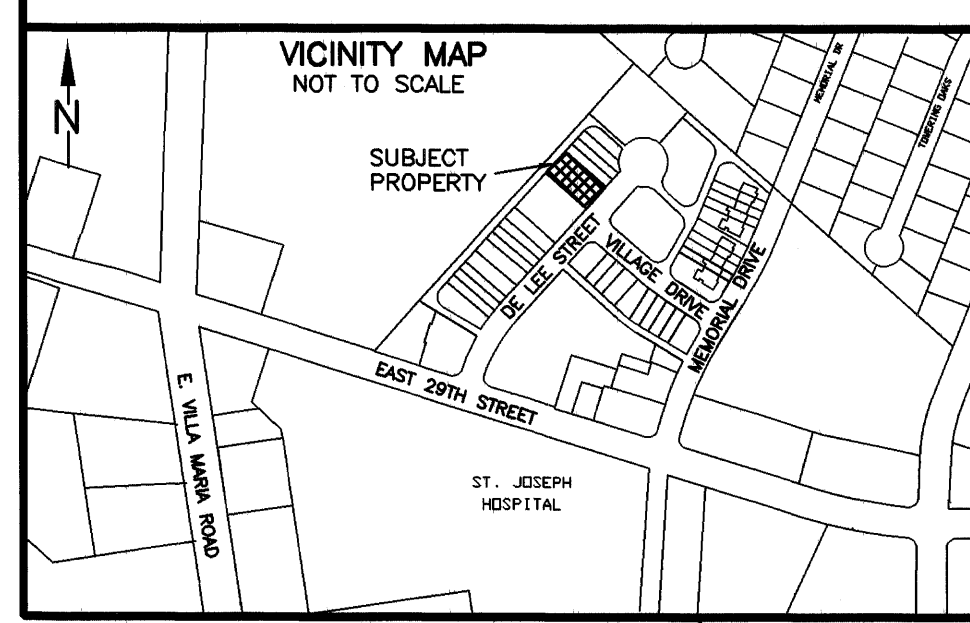 VICINITY MAP
NOT TO SCALE
N
SUBJECT
PROPERTY
MEMORIAL DR
TOWERING OAKS
DE LEE STREET
VILLAGE DRIVE
MEMORIAL DRIVE
EAST 29TH STREET
E. VILLA MARIA ROAD
ST. JOSEPH
HOSPITAL